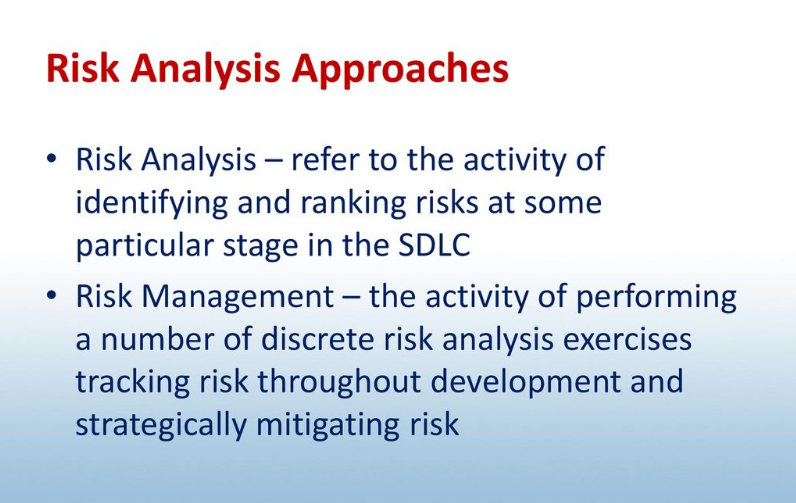 Risk Analysis Approaches
• Risk Analysis – refer to the activity of
identifying and ranking risks at some
particular stage in the SDLC
• Risk Management – the activity of performing
a number of discrete risk analysis exercises
tracking risk throughout development and
strategically mitigating risk